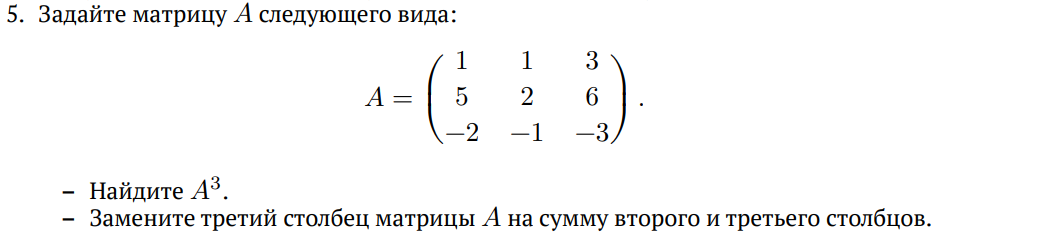 5. Задайте матрицу A следующего вида:
1 1 3
A = ( 5 2 6 ) .
−2 −1 −3
– Найдите A³.
– Замените третий столбец матрицы A на сумму второго и третьего столбцов.